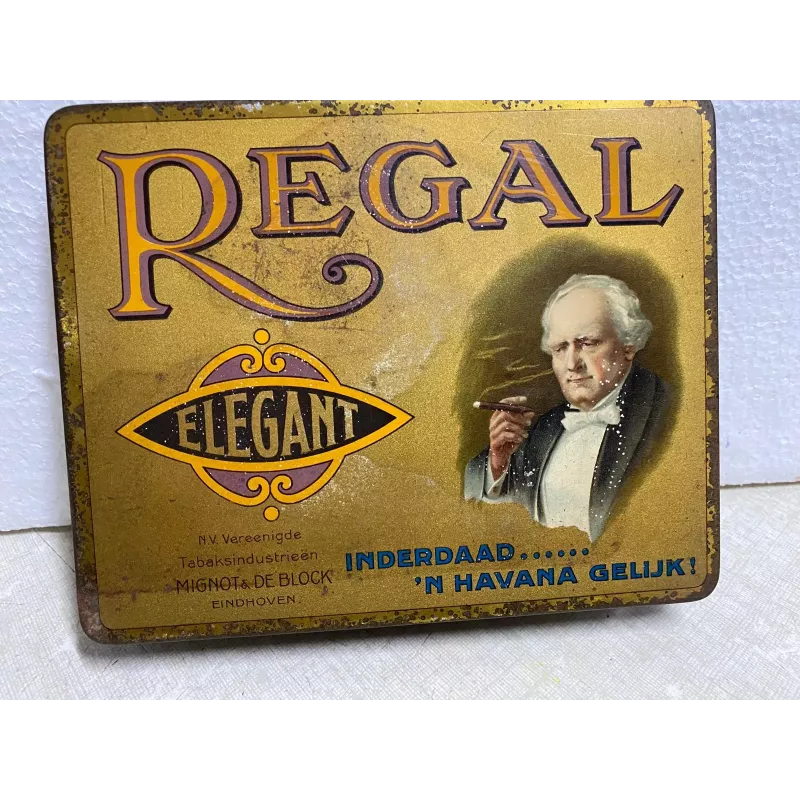 REGAL
ELEGANT
N.V. Vereenigde
Tabaksindustrieën
MIGNOT & DE BLOCK
EINDHOVEN.
INDERDAAD......
'N HAVANA GELIJK!